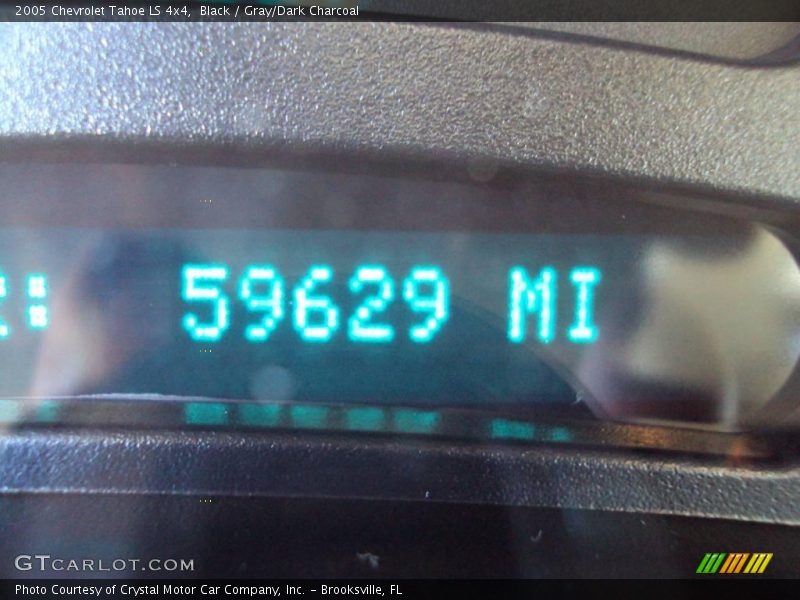 2005 Chevrolet Tahoe LS 4x4, Black / Gray/Dark Charcoal
: 59629 MI
GTCARLOT.COM
Photo Courtesy of Crystal Motor Car Company, Inc. - Brooksville, FL